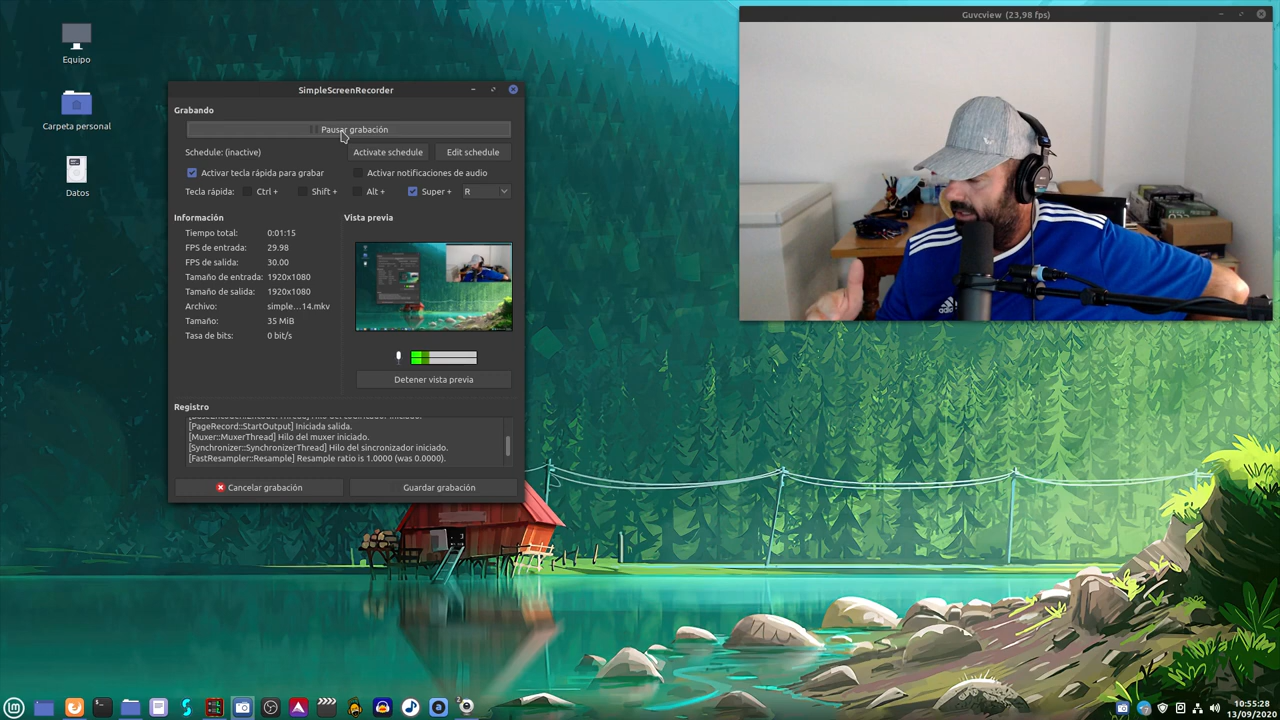 Guvcview (23,98 fps)
Equipo
Carpeta personal
Datos
SimpleScreenRecorder
Grabando
Pausar grabación
Schedule: (inactive)
Activate schedule
Edit schedule
Activar tecla rápida para grabar
Activar notificaciones de audio
Tecla rápida: Ctrl + Shift + Alt + Super + R
Información
Vista previa
Tiempo total: 0:01:15
FPS de entrada: 29.98
FPS de salida: 30.00
Tamaño de entrada: 1920x1080
Tamaño de salida: 1920x1080
Archivo: simple...14.mkv
Tamaño: 35 MiB
Tasa de bits: 0 bit/s
Detener vista previa
Registro
[PageRecord::StartOutput] Iniciada salida.
[Muxer::MuxerThread] Hilo del muxer iniciado.
[Synchronizer::SynchronizerThread] Hilo del sincronizador iniciado.
[FastResampler::Resample] Resample ratio is 1.0000 (was 0.0000).
Cancelar grabación
Guardar grabación
adidas
10:55:28
13/09/2020